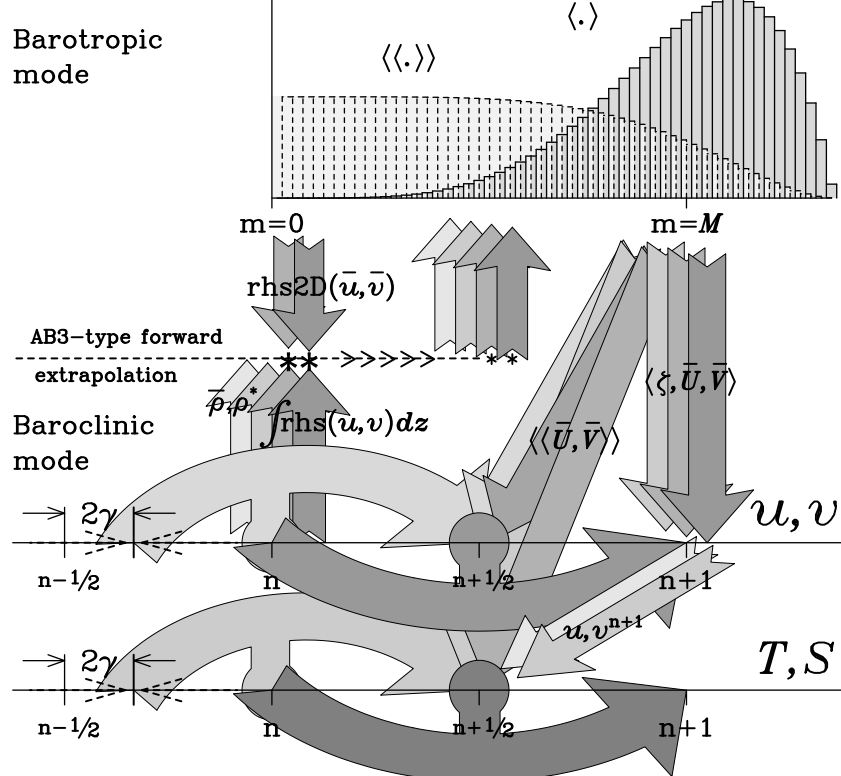 ⟨.⟩
Barotropic
mode
⟨⟨.⟩⟩
m=0
m=M
rhs2D(ū,v̄)
AB3−type forward
extrapolation
ρ̄,ρ*
⟨ζ,Ū,V̄⟩
∫rhs(u,v)dz
Baroclinic
mode
⟨⟨Ū,V̄⟩⟩
2γ
u,v
n−1/2
n
n+1/2
n+1
u,vⁿ⁺¹
2γ
T,S
n−1/2
n
n+1/2
n+1